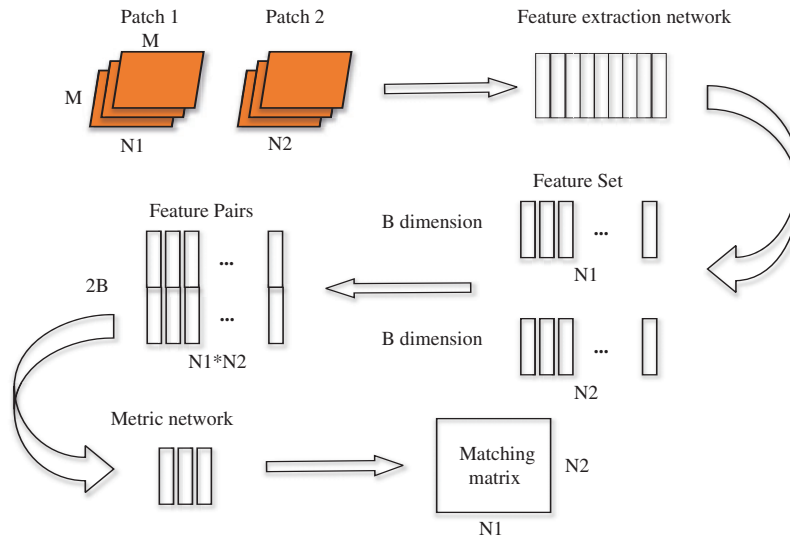 Patch 1
Patch 2
Feature extraction network
M
M
N1
N2
Feature Set
Feature Pairs
B dimension
...
...
N1
2B
...
B dimension
...
N1*N2
N2
Metric network
Matching
matrix
N2
N1